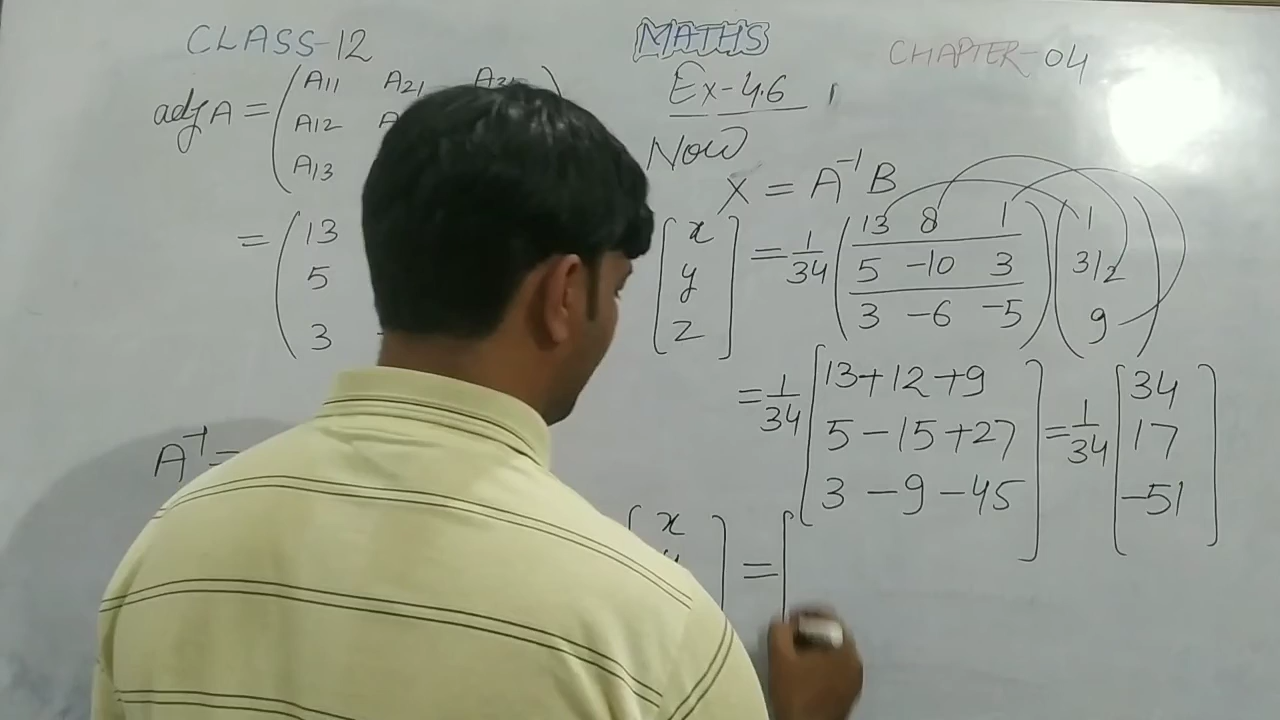 CLASS-12 MATHS CHAPTER-04
Ex-4.6
adj A = ( A11 A21
A12
A13
= ( 13
5
3
A⁻¹ =
Now
X = A⁻¹ B
[ x y z ] = 1/34 ( 13 8 1
5 -10 3
3 -6 -5 ) ( 1
3/2
9 )
= 1/34 [ 13+12+9
5-15+27
3-9-45 ] = 1/34 [ 34
17
-51 ]
[ x
] = [